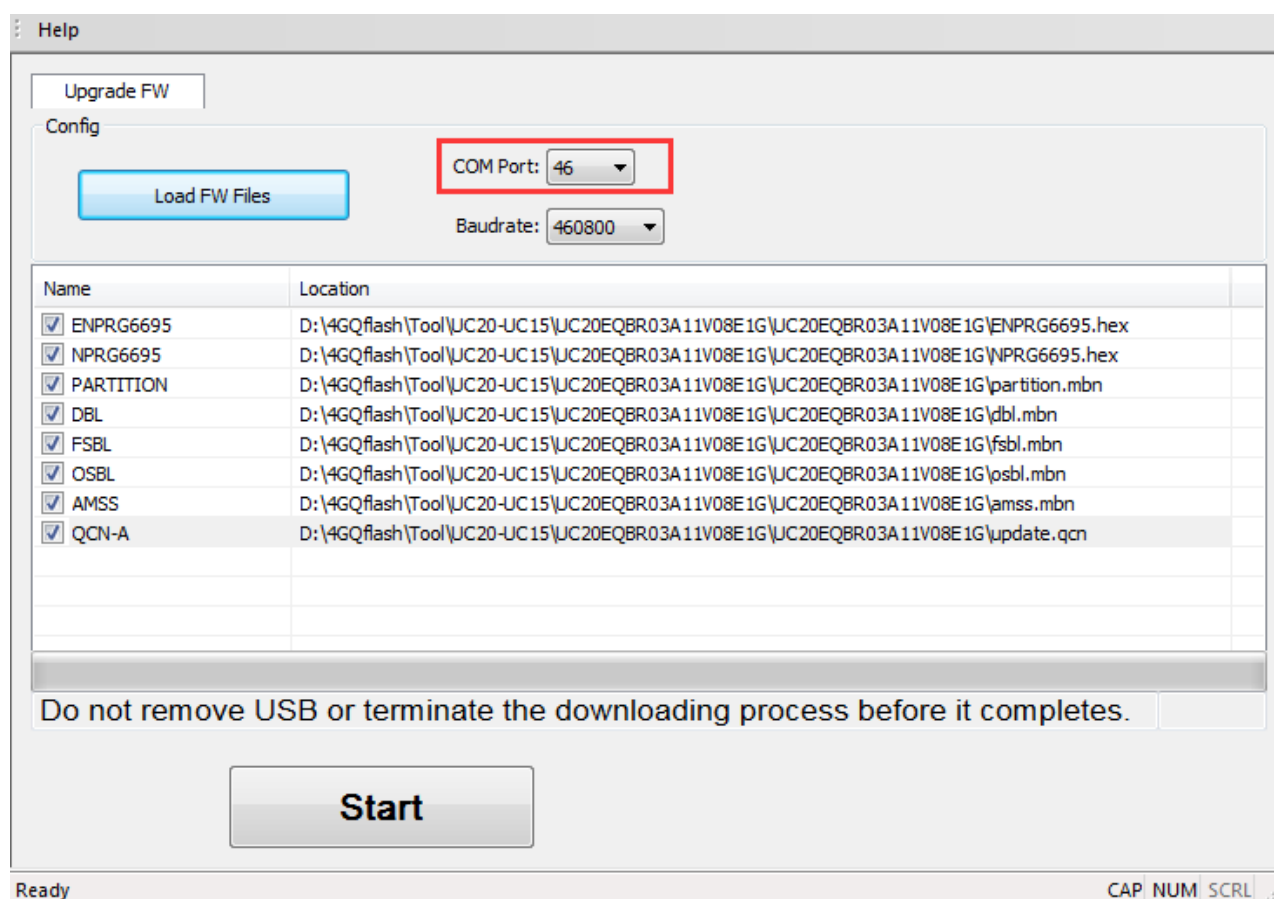 Help
Upgrade FW
Config
Load FW Files
COM Port: 46
Baudrate: 460800
Name Location
ENPRG6695 D:\4GQflash\Tool\UC20-UC15\UC20EQBR03A11V08E1G\UC20EQBR03A11V08E1G\ENPRG6695.hex
NPRG6695 D:\4GQflash\Tool\UC20-UC15\UC20EQBR03A11V08E1G\UC20EQBR03A11V08E1G\NPRG6695.hex
PARTITION D:\4GQflash\Tool\UC20-UC15\UC20EQBR03A11V08E1G\UC20EQBR03A11V08E1G\partition.mbn
DBL D:\4GQflash\Tool\UC20-UC15\UC20EQBR03A11V08E1G\UC20EQBR03A11V08E1G\dbl.mbn
FSBL D:\4GQflash\Tool\UC20-UC15\UC20EQBR03A11V08E1G\UC20EQBR03A11V08E1G\fsbl.mbn
OSBL D:\4GQflash\Tool\UC20-UC15\UC20EQBR03A11V08E1G\UC20EQBR03A11V08E1G\osbl.mbn
AMSS D:\4GQflash\Tool\UC20-UC15\UC20EQBR03A11V08E1G\UC20EQBR03A11V08E1G\amss.mbn
QCN-A D:\4GQflash\Tool\UC20-UC15\UC20EQBR03A11V08E1G\UC20EQBR03A11V08E1G\update.qcn
Do not remove USB or terminate the downloading process before it completes.
Start
Ready CAP NUM SCRL